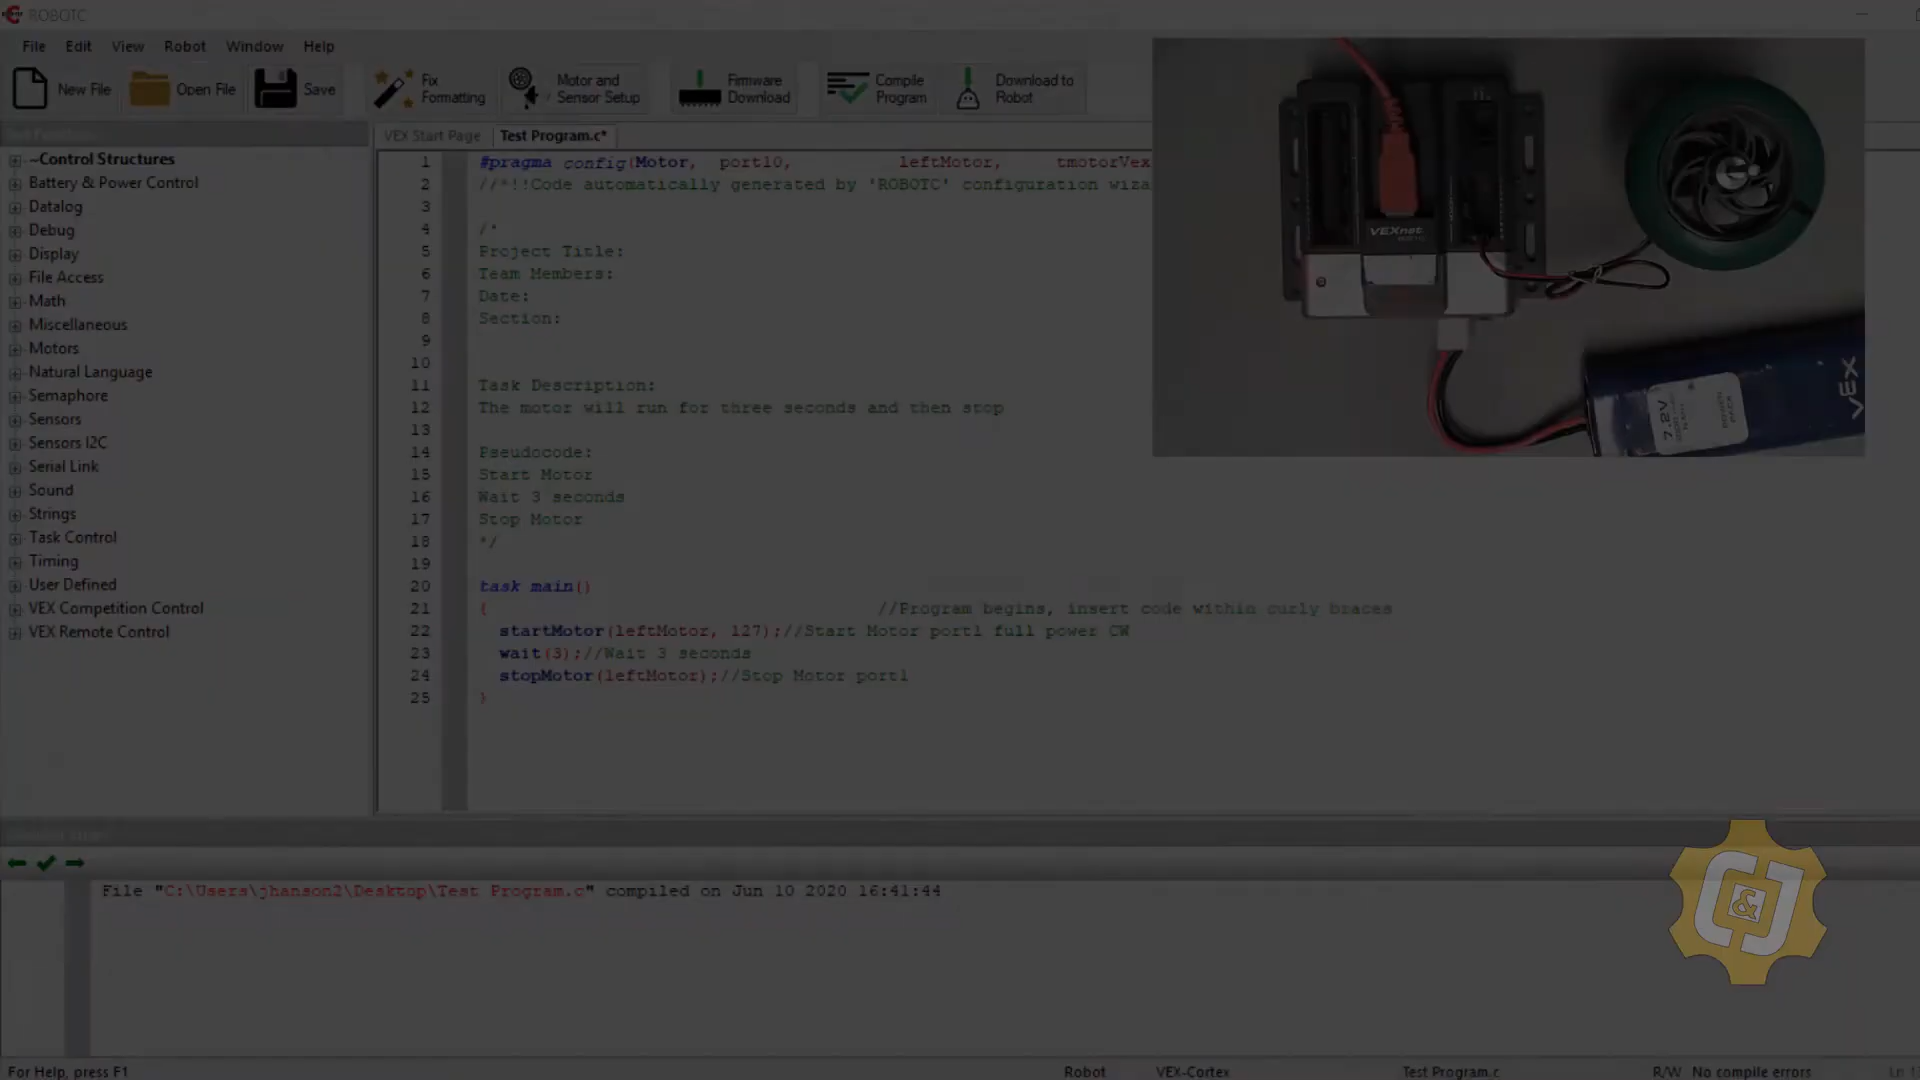 ROBOTC
File Edit View Robot Window Help
New File Open File Save Fix Formatting Motor and Sensor Setup Firmware Download Compile Program Download to Robot
VEX Start Page Test Program.c*
~Control Structures
Battery & Power Control
Datalog
Debug
Display
File Access
Math
Miscellaneous
Motors
Natural Language
Semaphore
Sensors
Sensors I2C
Serial Link
Sound
Strings
Task Control
Timing
User Defined
VEX Competition Control
VEX Remote Control
1 #pragma config(Motor, port10, leftMotor, tmotorVex
2 //*!!Code automatically generated by 'ROBOTC' configuration wiza
3
4 /*
5 Project Title:
6 Team Members:
7 Date:
8 Section:
9
10
11 Task Description:
12 The motor will run for three seconds and then stop
13
14 Pseudocode:
15 Start Motor
16 Wait 3 seconds
17 Stop Motor
18 */
19
20 task main()
21 { //Program begins, insert code within curly braces
22 startMotor(leftMotor, 127);//Start Motor port1 full power CW
23 wait(3);//Wait 3 seconds
24 stopMotor(leftMotor);//Stop Motor port1
25 }
VEXnet
7.2V
POWER
PACK
VEX
File "C:\Users\jhanson2\Desktop\Test Program.c" compiled on Jun 10 2020 16:41:44
C&J
For Help, press F1 Robot VEX-Cortex Test Program.c R/W No compile errors